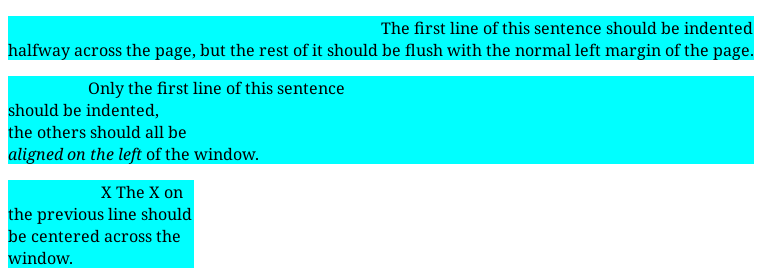 The first line of this sentence should be indented
halfway across the page, but the rest of it should be flush with the normal left margin of the page.
Only the first line of this sentence
should be indented,
the others should all be
aligned on the left of the window.
X The X on
the previous line should
be centered across the
window.